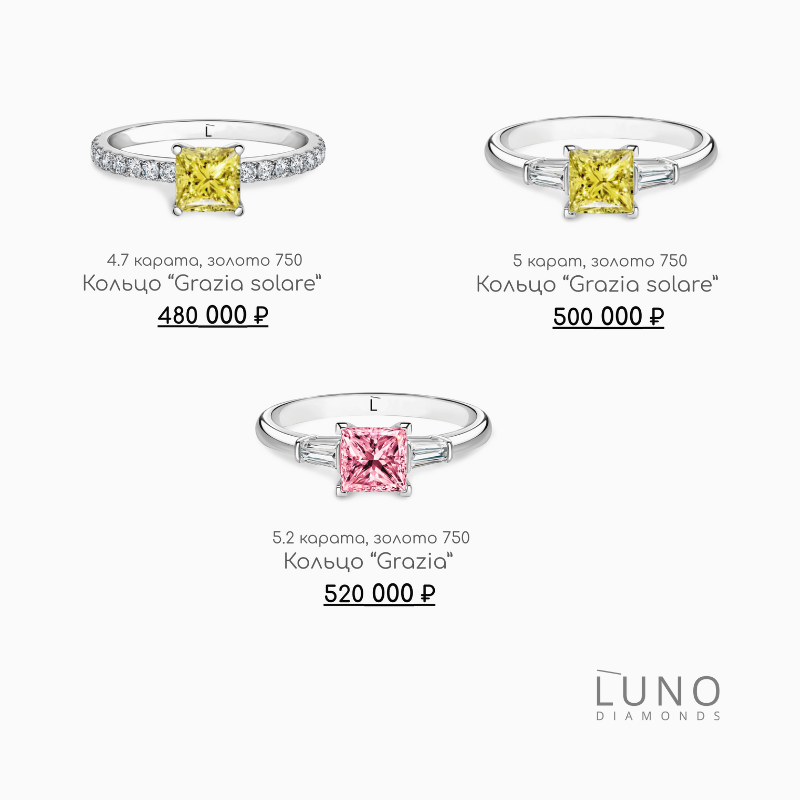 4.7 карата, золото 750
Кольцо “Grazia solare”
480 000 ₽
5 карат, золото 750
Кольцо “Grazia solare”
500 000 ₽
L
L
5.2 карата, золото 750
Кольцо “Grazia”
520 000 ₽
LUNO
DIAMONDS